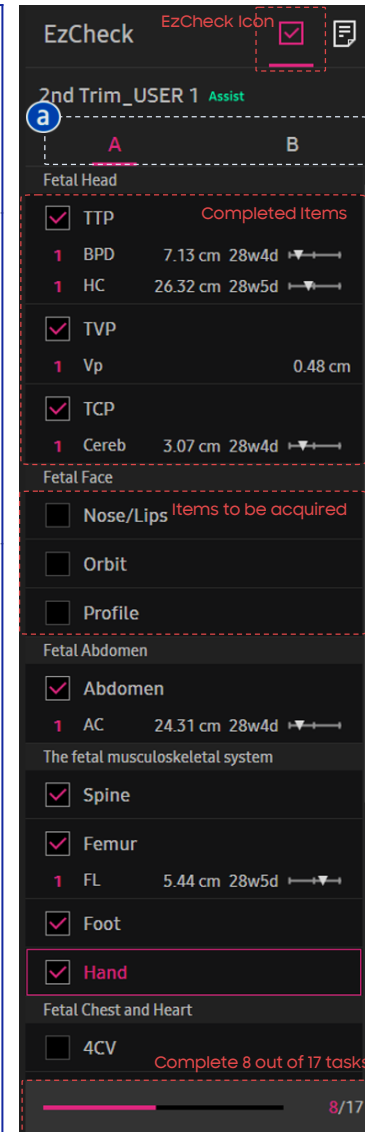 EzCheck
EzCheck Icon
2nd Trim_USER 1 Assist
a
A B
Fetal Head
TTP
Completed Items
1 BPD 7.13 cm 28w4d
1 HC 26.32 cm 28w5d
TVP
1 Vp 0.48 cm
TCP
1 Cereb 3.07 cm 28w4d
Fetal Face
Nose/Lips
Items to be acquired
Orbit
Profile
Fetal Abdomen
Abdomen
1 AC 24.31 cm 28w4d
The fetal musculoskeletal system
Spine
Femur
1 FL 5.44 cm 28w5d
Foot
Hand
Fetal Chest and Heart
4CV
Complete 8 out of 17 tasks
8/17